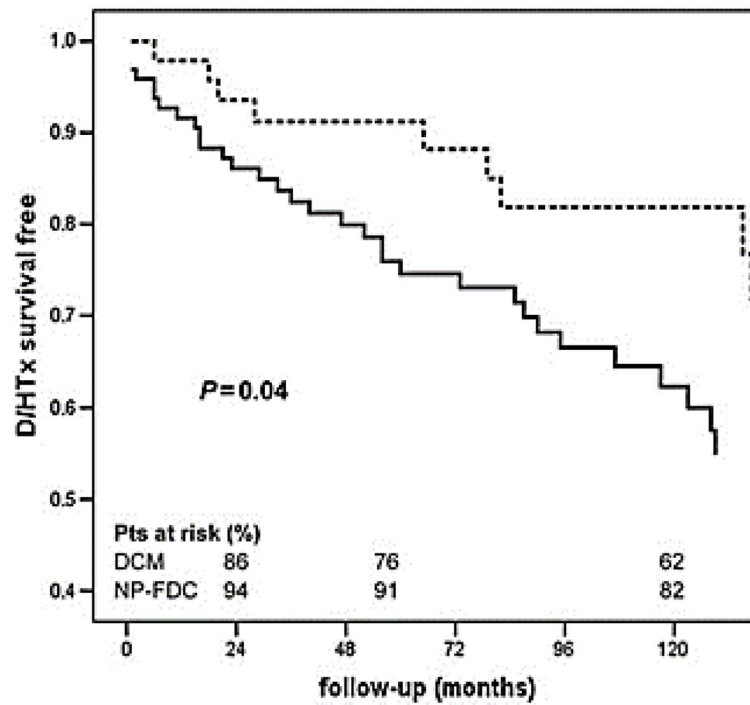 1.0
0.9
0.8
0.7
0.6
0.5
0.4
D/HTx survival free
P=0.04
Pts at risk (%)
DCM 86 76 62
NP-FDC 94 91 82
0 24 48 72 96 120
follow-up (months)